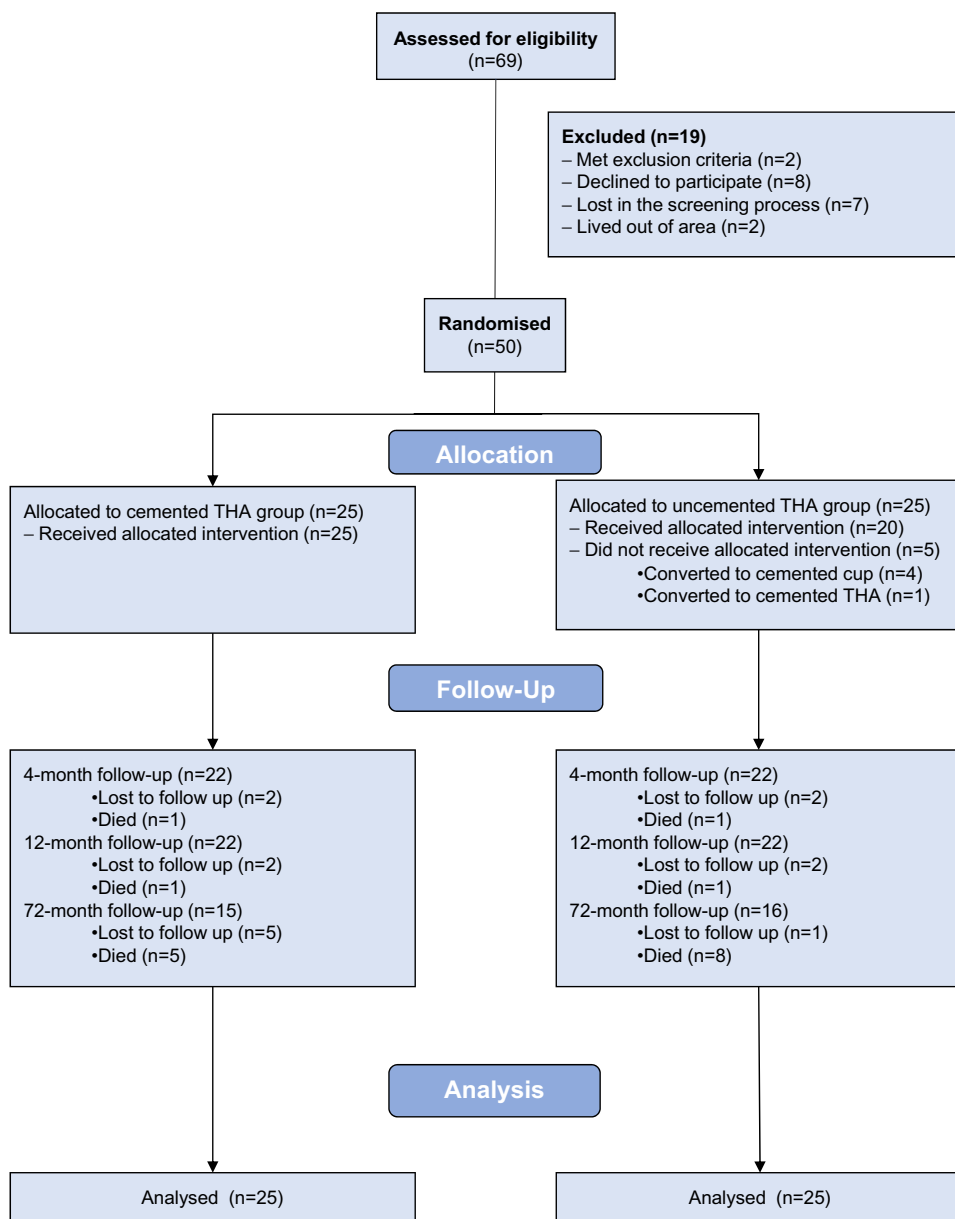 Assessed for eligibility
(n=69)
Excluded (n=19)
– Met exclusion criteria (n=2)
– Declined to participate (n=8)
– Lost in the screening process (n=7)
– Lived out of area (n=2)
Randomised
(n=50)
Allocation
Allocated to cemented THA group (n=25)
– Received allocated intervention (n=25)
Allocated to uncemented THA group (n=25)
– Received allocated intervention (n=20)
– Did not receive allocated intervention (n=5)
•Converted to cemented cup (n=4)
•Converted to cemented THA (n=1)
Follow-Up
4-month follow-up (n=22)
•Lost to follow up (n=2)
•Died (n=1)
12-month follow-up (n=22)
•Lost to follow up (n=2)
•Died (n=1)
72-month follow-up (n=15)
•Lost to follow up (n=5)
•Died (n=5)
4-month follow-up (n=22)
•Lost to follow up (n=2)
•Died (n=1)
12-month follow-up (n=22)
•Lost to follow up (n=2)
•Died (n=1)
72-month follow-up (n=16)
•Lost to follow up (n=1)
•Died (n=8)
Analysis
Analysed (n=25)
Analysed (n=25)